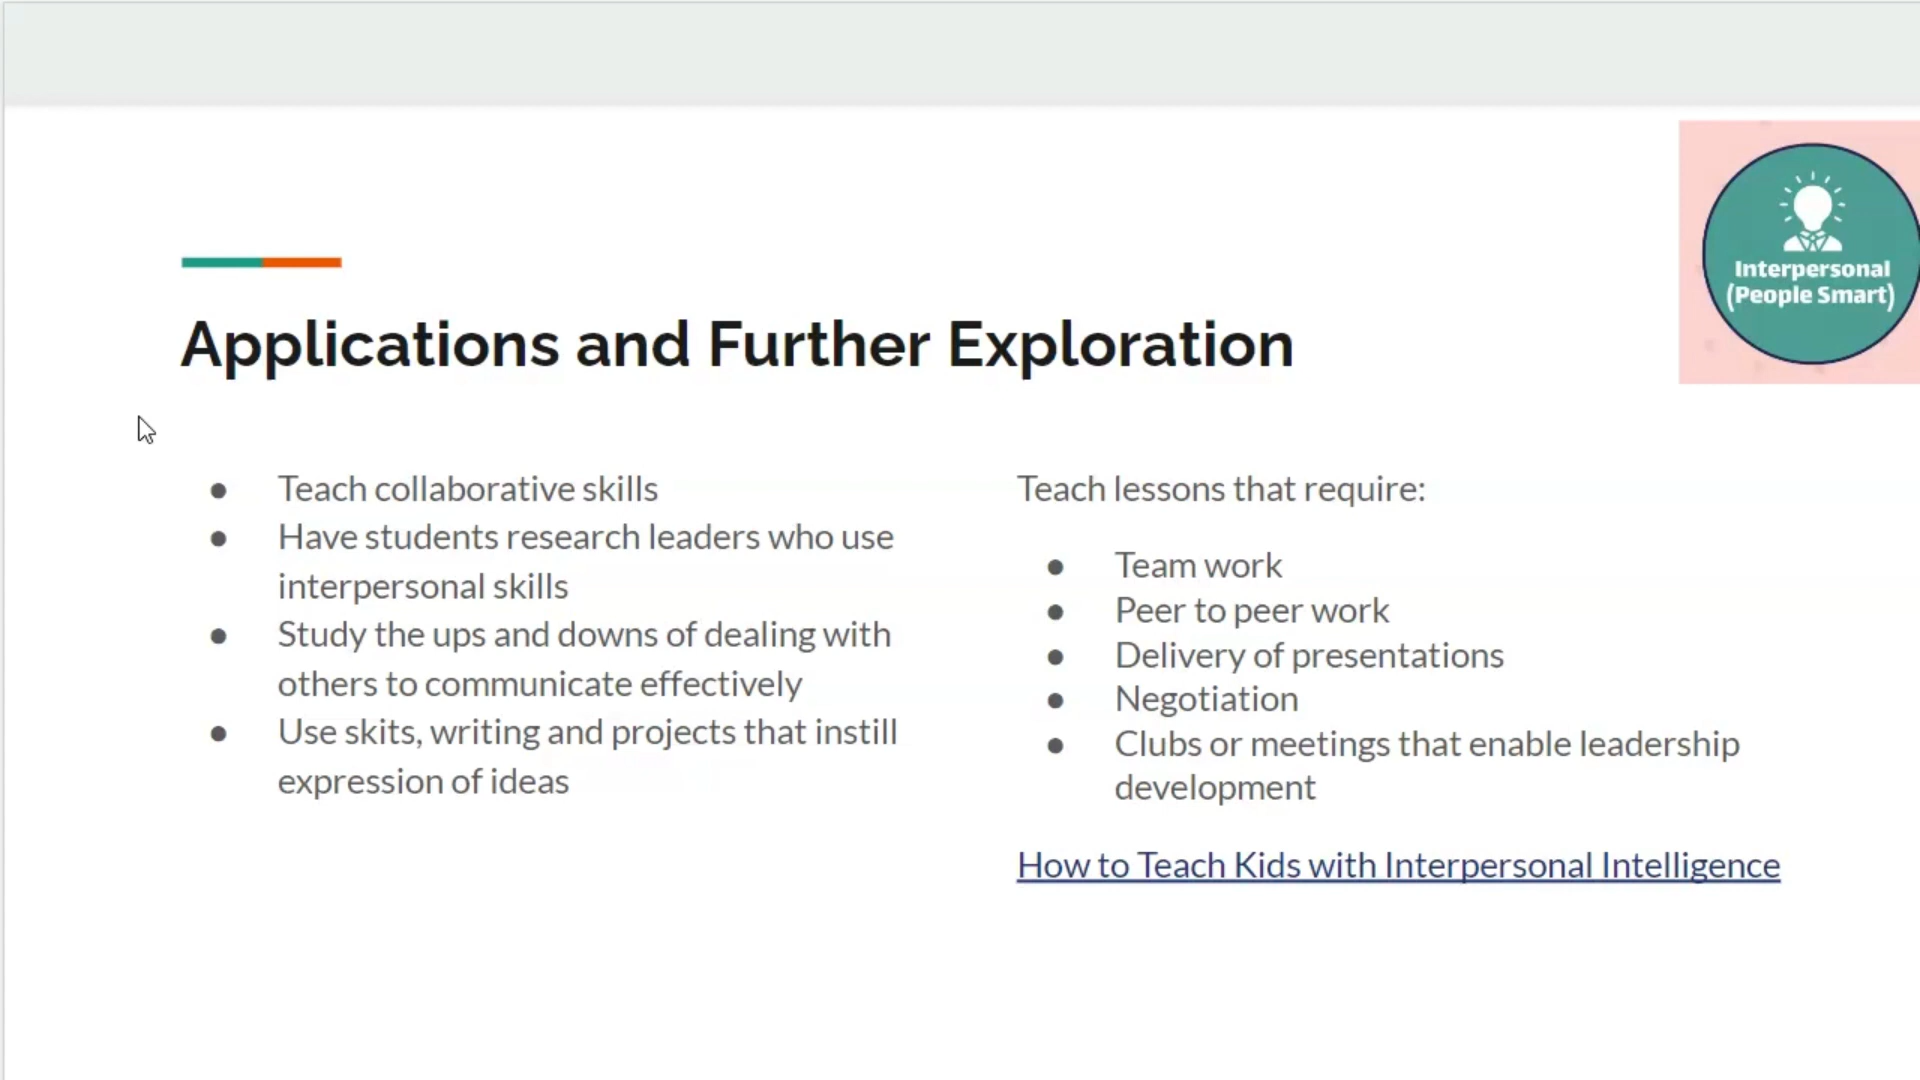 Interpersonal
(People Smart)
Applications and Further Exploration
● Teach collaborative skills
● Have students research leaders who use
interpersonal skills
● Study the ups and downs of dealing with
others to communicate effectively
● Use skits, writing and projects that instill
expression of ideas
Teach lessons that require:
● Team work
● Peer to peer work
● Delivery of presentations
● Negotiation
● Clubs or meetings that enable leadership
development
How to Teach Kids with Interpersonal Intelligence